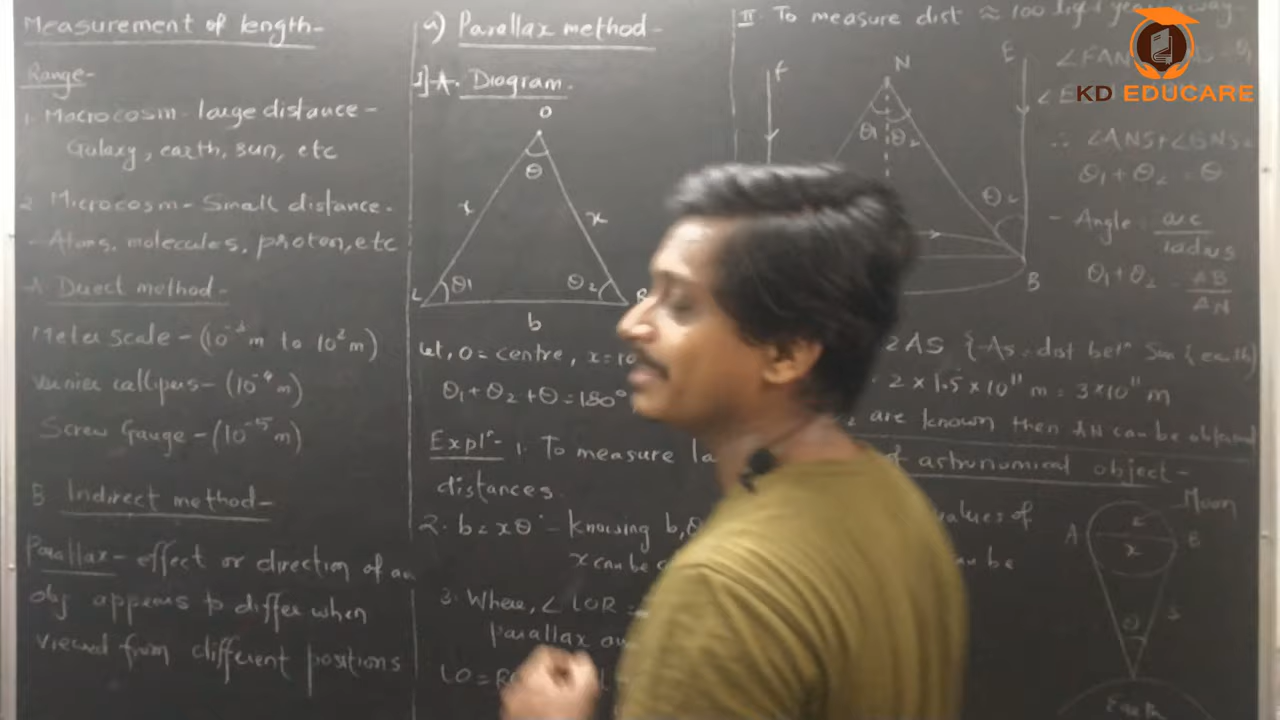 Measurement of length-
Range-
1. Macrocosm- large distance-
Galaxy, earth, sun, etc
2. Microcosm- Small distance-
- Atoms, molecules, proton, etc
A. Direct method-
Meter Scale - (10⁻³m to 10²m)
Vernier callipers - (10⁻⁴m)
Screw Gauge - (10⁻⁵m)
B. Indirect method-
Parallax- effect or direction of an
obj appears to differ when
viewed from different positions
a) Parallax method-
1] A. Diagram.
O
θ
x
x
L
θ1
θ2
R
b
Let, O = centre, x =
θ1 + θ2 + θ = 180°
Expl- 1. To measure
distances.
2. b = xθ - knowing b, θ
x can be
3. Where, ∠LOR =
parallax
LO =
II. To measure dist ≈ 100 light years away-
N
F
E
θ1
θ2
θ2
B
∴ ∠ANS + ∠BNS =
θ1 + θ2 = θ
- Angle = arc
radius
θ1 + θ2 = AB
AN
2AS {AS = dist betn Sun & earth}
2 × 1.5 × 10¹¹ m = 3 × 10¹¹ m
are known then AN can be obtained
of astronomical object-
values of
can be
Moon
A
B
x
θ
Earth
KD EDUCARE